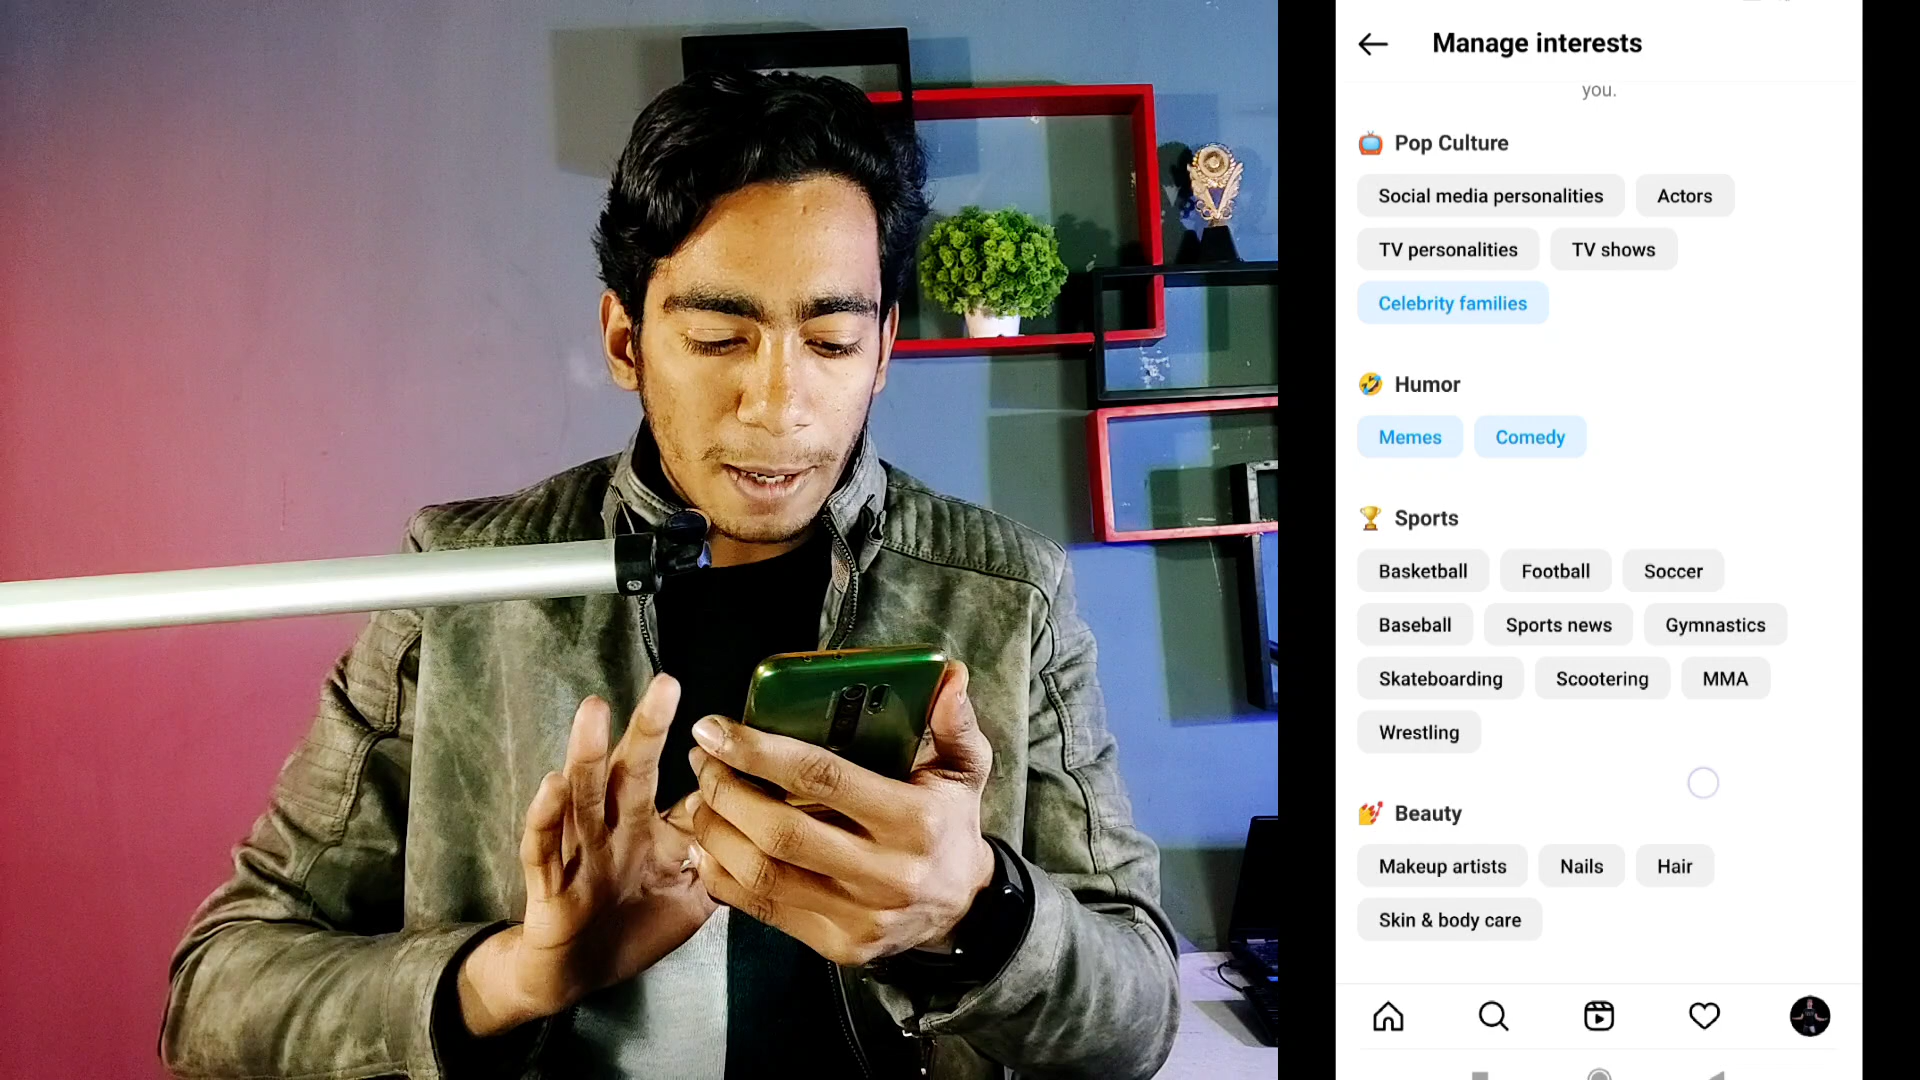 Manage interests
you.
Pop Culture
Social media personalities Actors
TV personalities TV shows
Celebrity families
Humor
Memes Comedy
Sports
Basketball Football Soccer
Baseball Sports news Gymnastics
Skateboarding Scootering MMA
Wrestling
Beauty
Makeup artists Nails Hair
Skin & body care